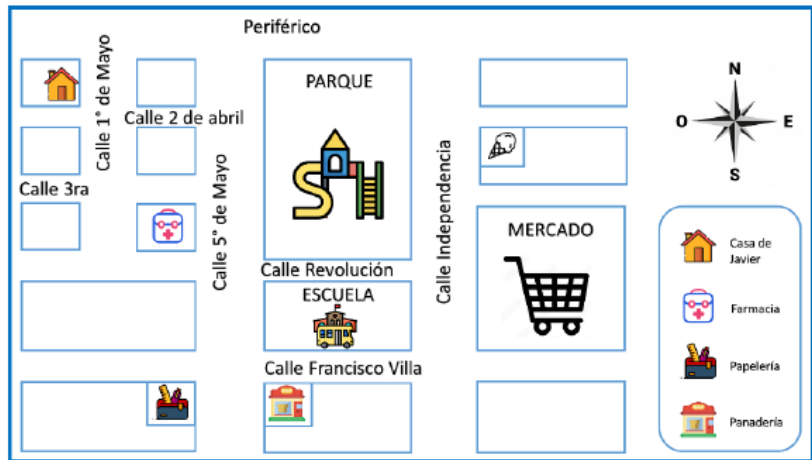 Periférico
Calle 1° de Mayo
PARQUE
N
Calle 2 de abril
O
E
S
Calle 3ra
Calle 5° de Mayo
Calle Independencia
MERCADO
Casa de
Javier
Calle Revolución
ESCUELA
Farmacia
Calle Francisco Villa
Papelería
Panadería